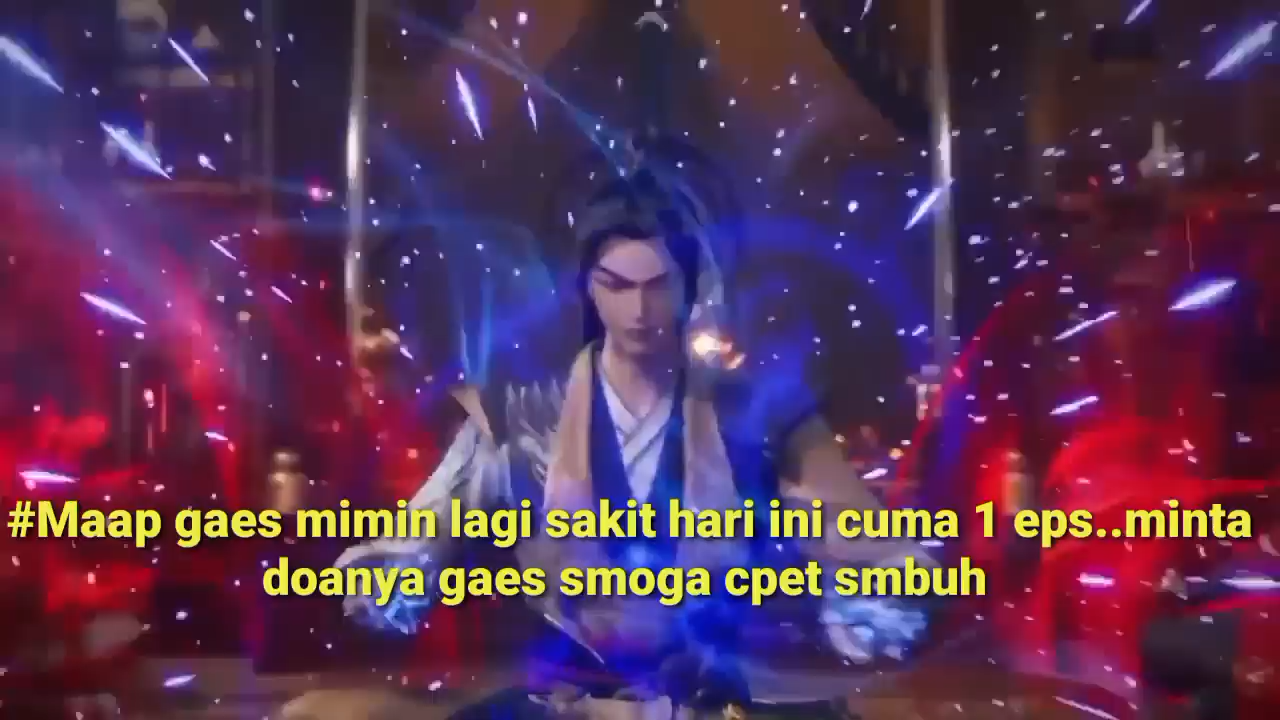 #Maap gaes mimin lagi sakit hari ini cuma 1 eps..minta
doanya gaes smoga cpet smbuh